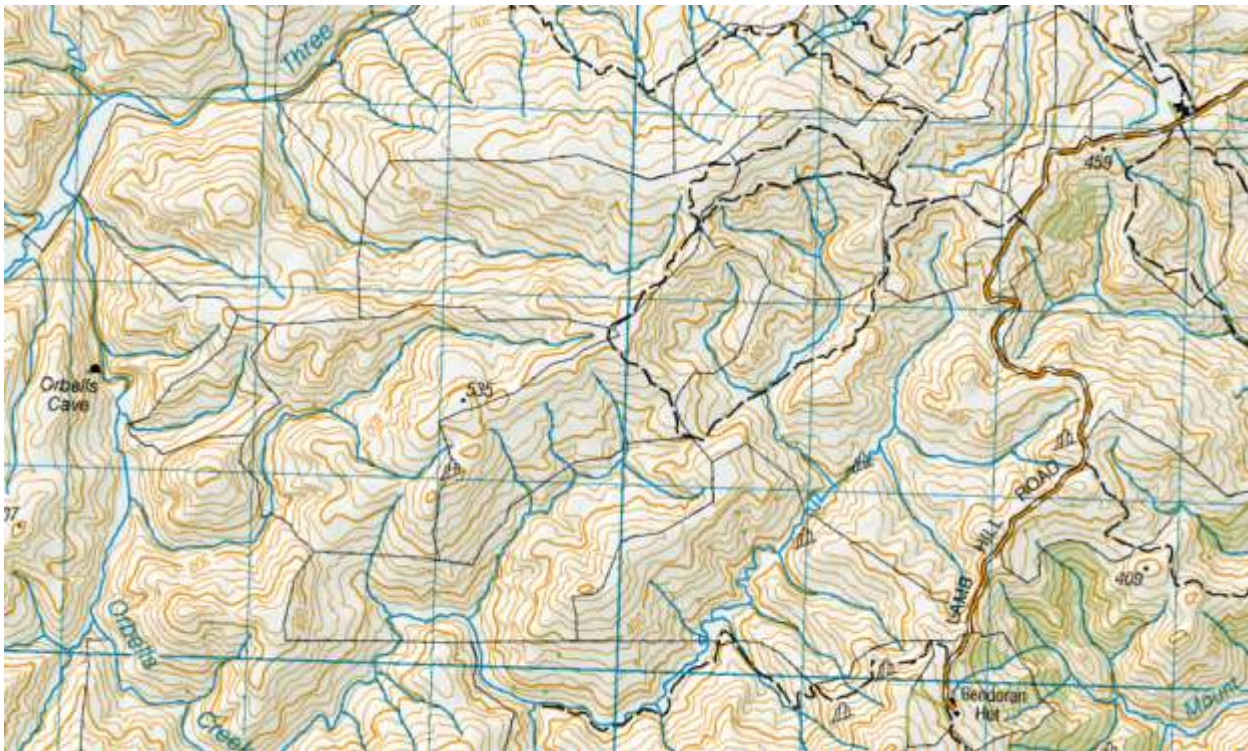 Three
459
Orbells
Cave
535
ROAD
HILL
LAMB
409
Orbells
Creek
Bendoran
Hut
Mount